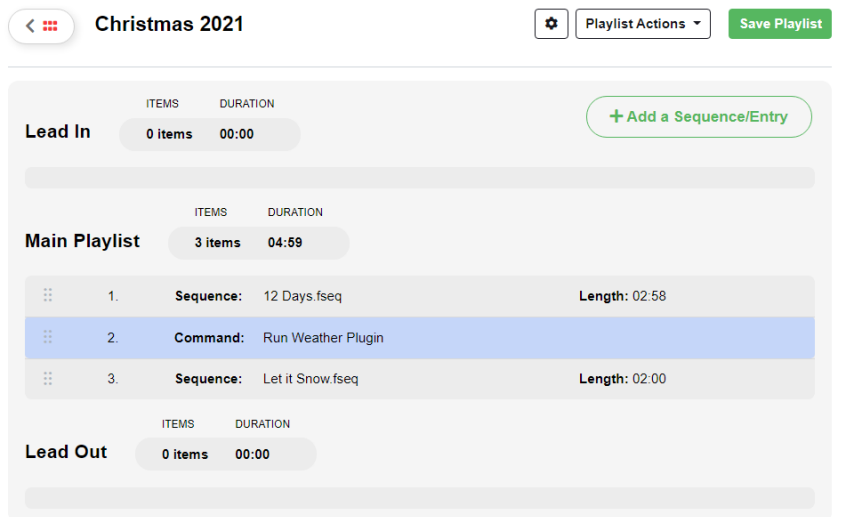 Christmas 2021
Playlist Actions
Save Playlist
ITEMS DURATION
Lead In 0 items 00:00
+ Add a Sequence/Entry
ITEMS DURATION
Main Playlist 3 items 04:59
1. Sequence: 12 Days.fseq Length: 02:58
2. Command: Run Weather Plugin
3. Sequence: Let it Snow.fseq Length: 02:00
ITEMS DURATION
Lead Out 0 items 00:00